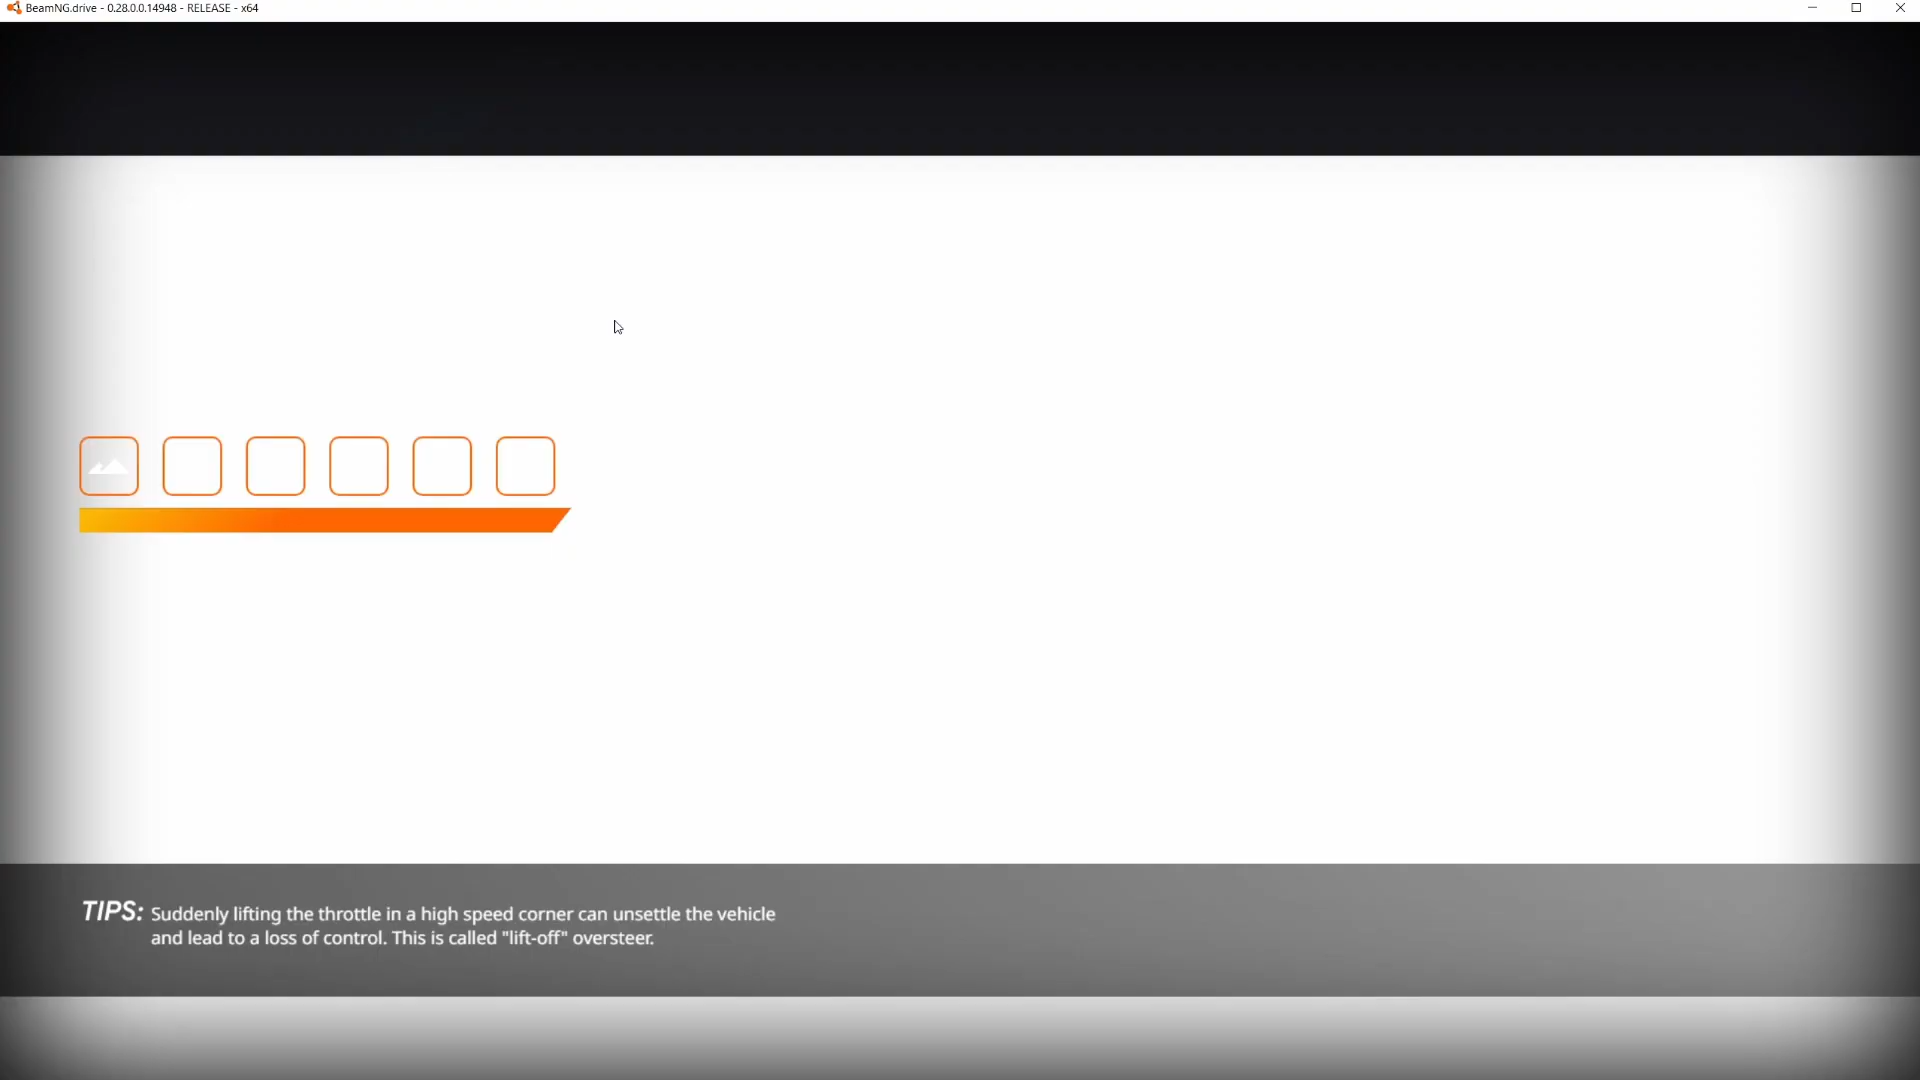 BeamNG.drive - 0.28.0.0.14948 - RELEASE - x64
TIPS: Suddenly lifting the throttle in a high speed corner can unsettle the vehicle
and lead to a loss of control. This is called "lift-off" oversteer.